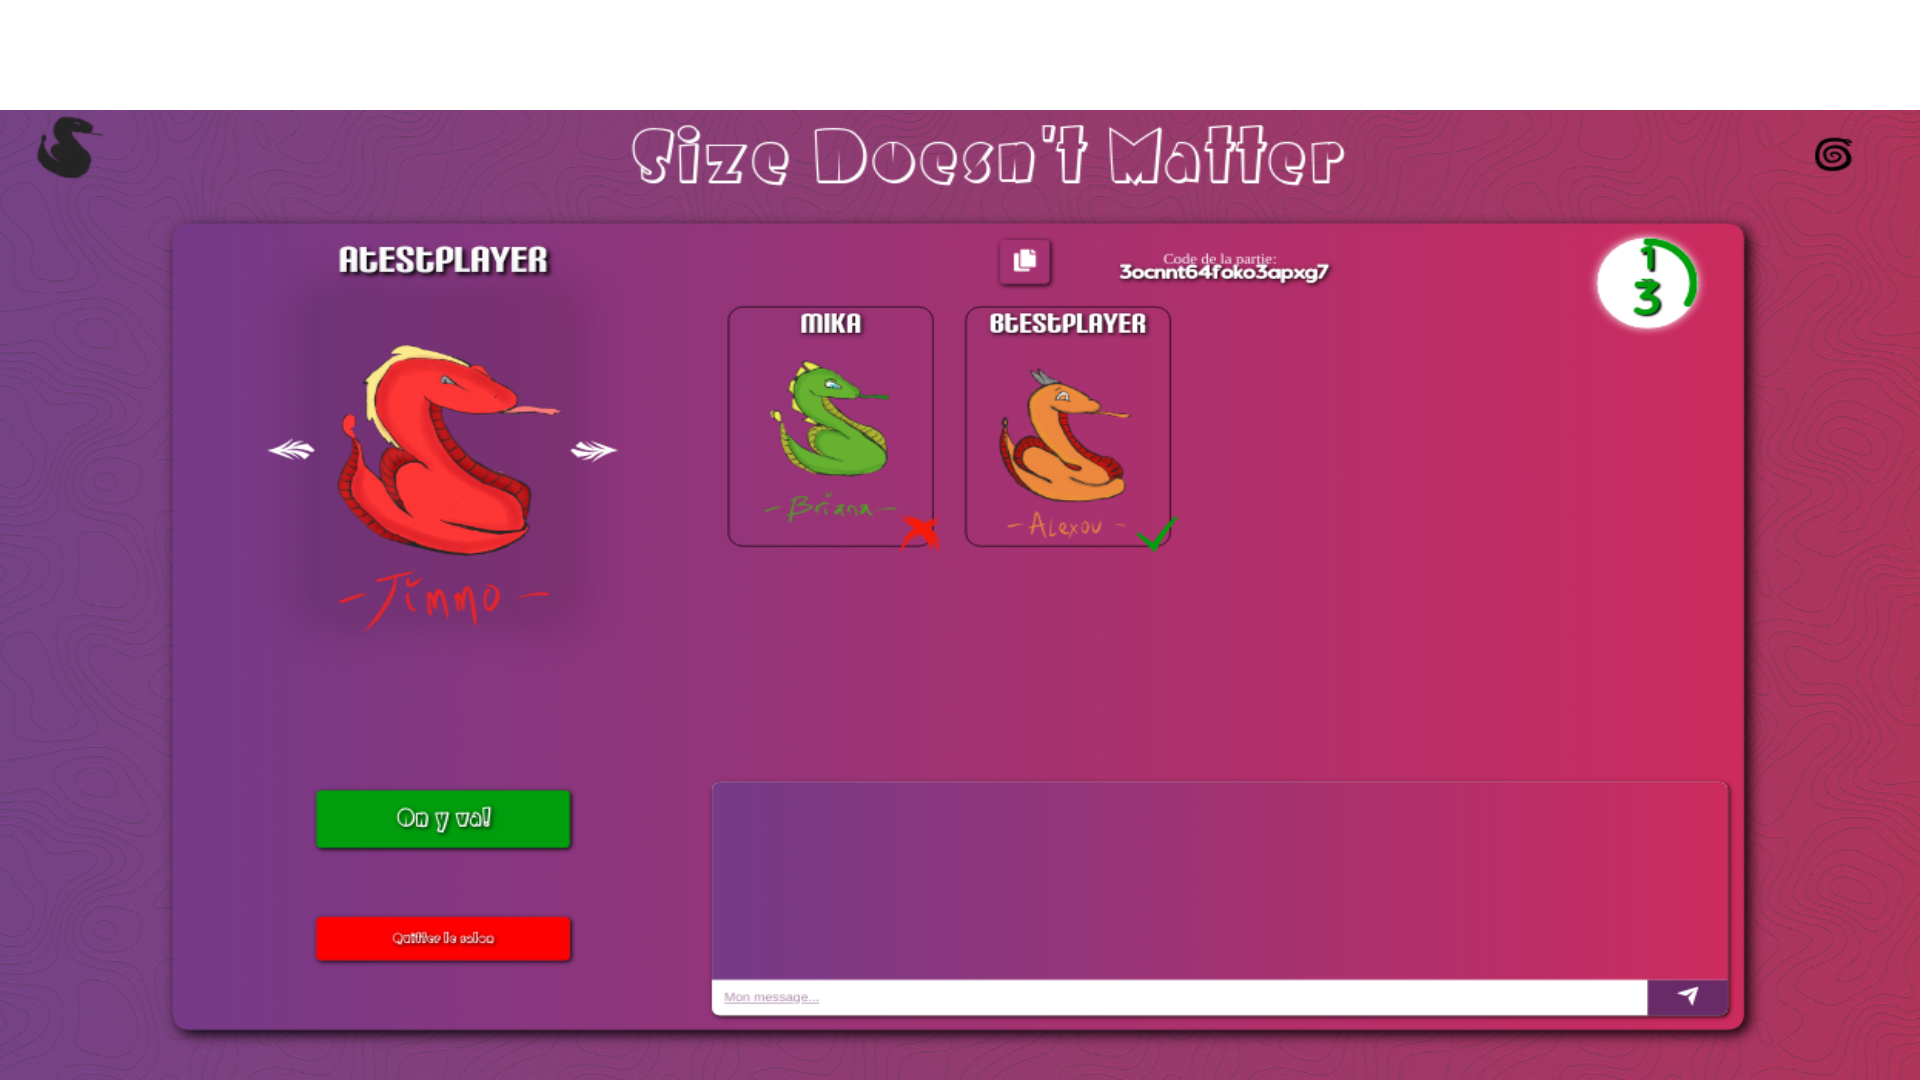 Size Doesn't Matter
AtEStPLAYER
Code de la partie:
3ocnnt64foko3apxg7
1
3
MIKA
BtEStPLAYER
- Briana -
- Alexou -
- Jimmo -
On y va!
Quitter le salon
Mon message...